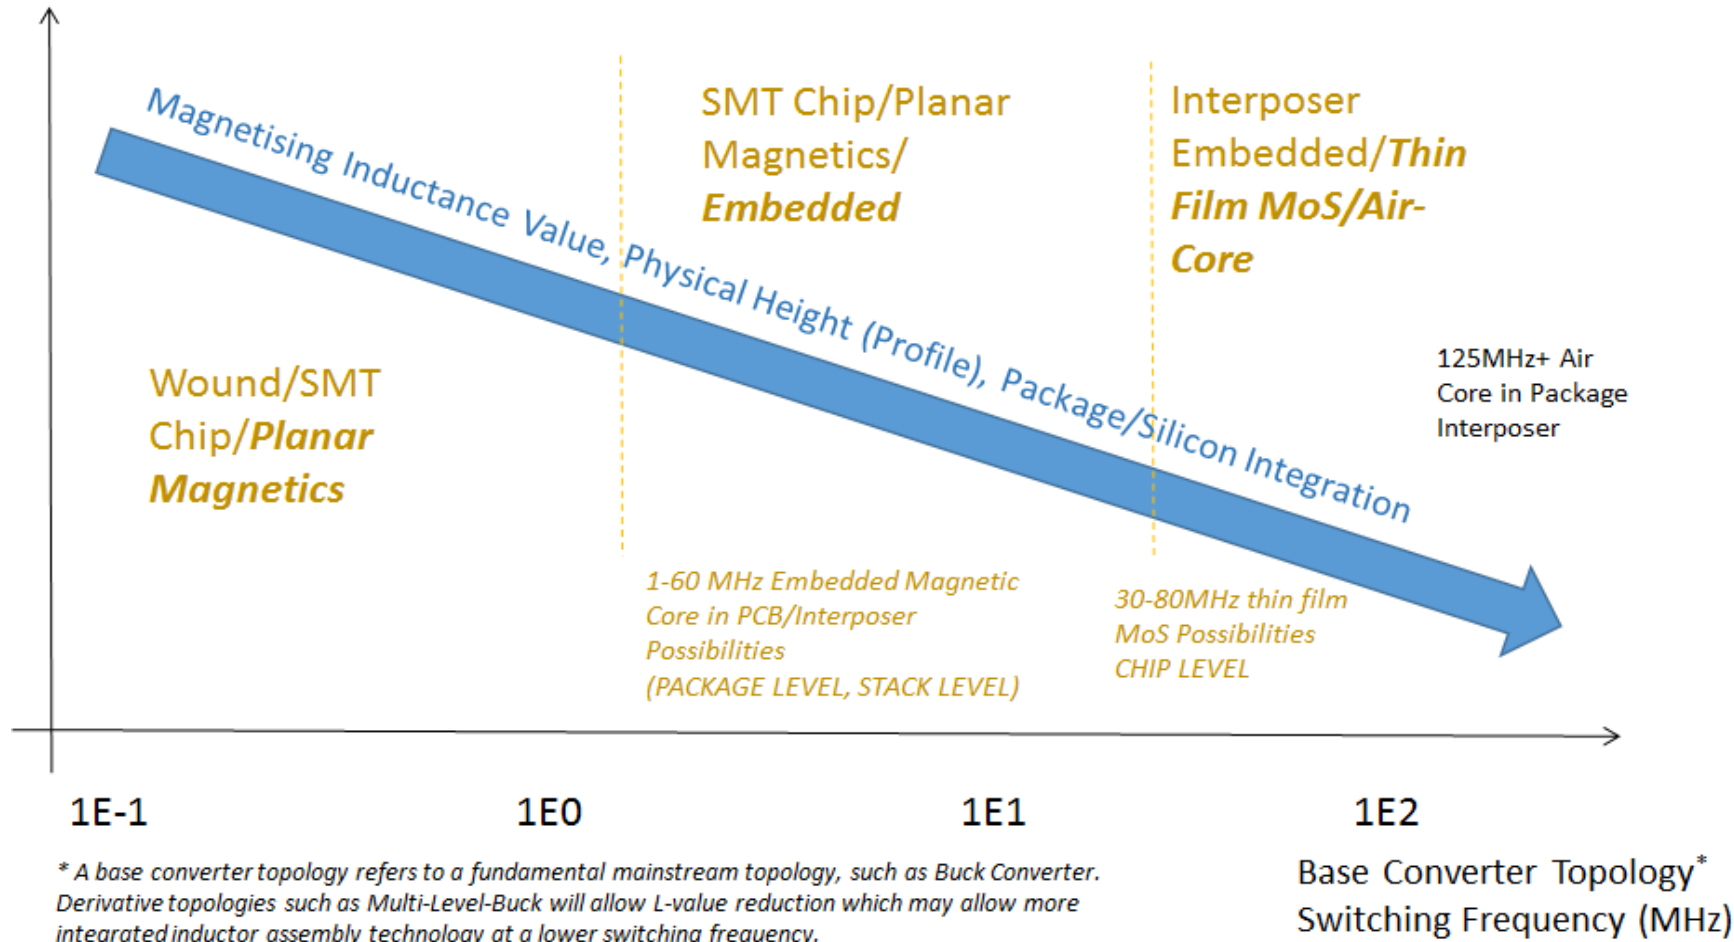 Magnetising Inductance Value, Physical Height (Profile), Package/Silicon Integration
SMT Chip/Planar
Magnetics/
Embedded
Interposer
Embedded/Thin
Film MoS/Air-
Core
Wound/SMT
Chip/Planar
Magnetics
125MHz+ Air
Core in Package
Interposer
1-60 MHz Embedded Magnetic
Core in PCB/Interposer
Possibilities
(PACKAGE LEVEL, STACK LEVEL)
30-80MHz thin film
MoS Possibilities
CHIP LEVEL
1E-1 1E0 1E1 1E2
Base Converter Topology*
Switching Frequency (MHz)
* A base converter topology refers to a fundamental mainstream topology, such as Buck Converter.
Derivative topologies such as Multi-Level-Buck will allow L-value reduction which may allow more
integrated inductor assembly technology at a lower switching frequency.